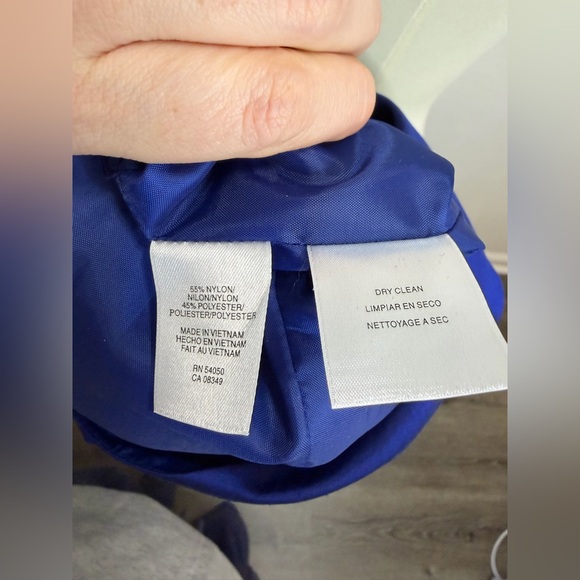 55% NYLON/
NILON/NYLON
45% POLYESTER/
POLIESTER/POLYESTER
MADE IN VIETNAM
HECHO EN VIETNAM
FAIT AU VIETNAM
RN 54050
CA 08349
DRY CLEAN
LIMPIAR EN SECO
NETTOYAGE A SEC